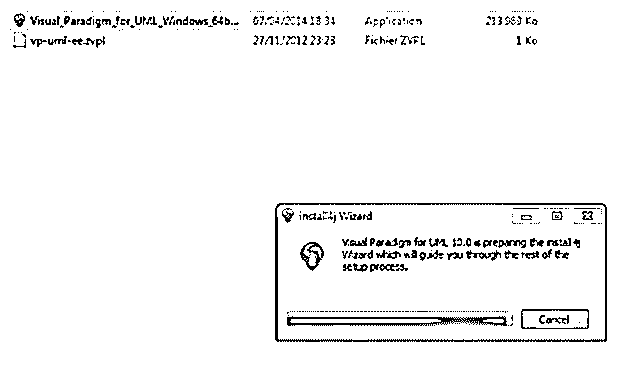 Visual_Paradigm_for_UML_Windows_64b... 07/04/2014 18:34 Application 213 963 Ko
vp-uml-ee.zvpl 27/11/2012 23:23 Fichier ZVPL 1 Ko
install4j Wizard
Visual Paradigm for UML 10.0 is preparing the install4j
Wizard which will guide you through the rest of the
setup process.
Cancel